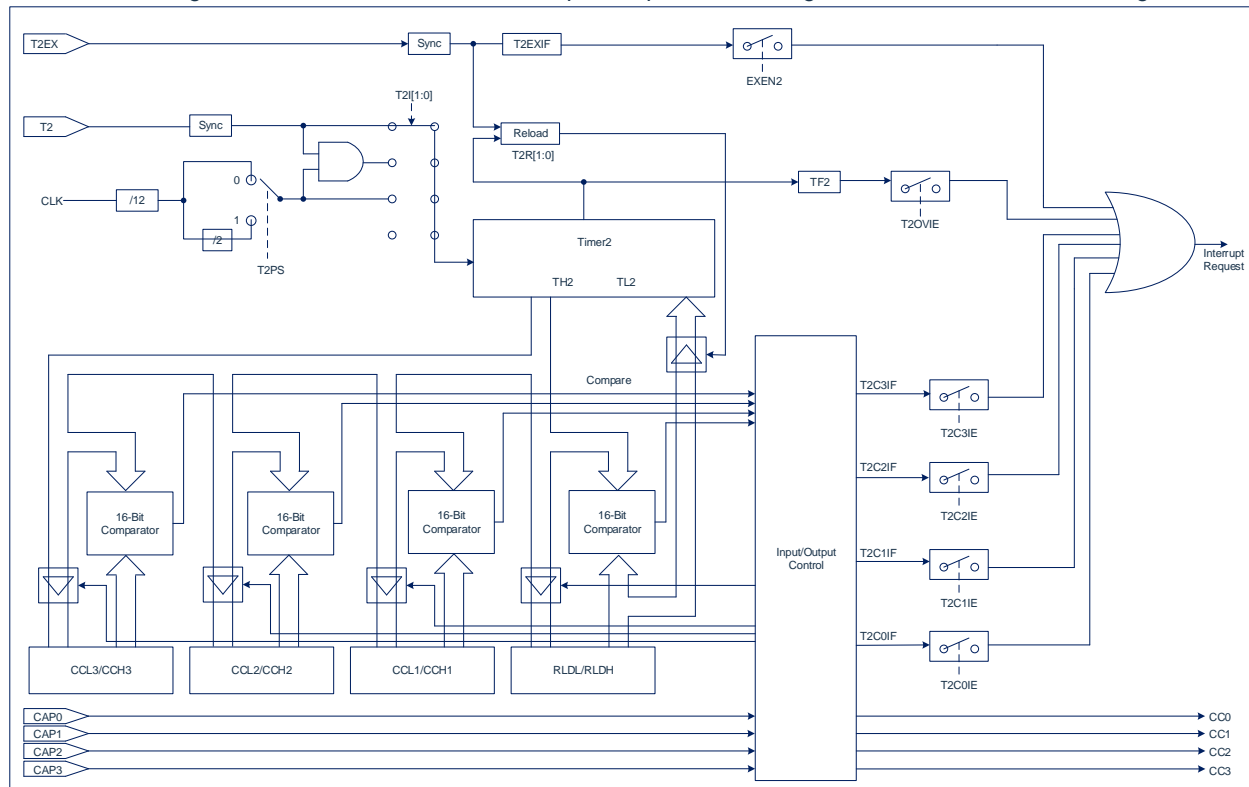 T2EX
Sync
T2EXIF
EXEN2
T2I[1:0]
T2
Sync
Reload
T2R[1:0]
CLK
/12
0
1
/2
T2PS
TF2
T2OVIE
Timer2
TH2 TL2
Interrupt
Request
Compare
T2C3IF
T2C3IE
T2C2IF
T2C2IE
T2C1IF
T2C1IE
T2C0IF
T2C0IE
16-Bit
Comparator
16-Bit
Comparator
16-Bit
Comparator
16-Bit
Comparator
Input/Output
Control
CCL3/CCH3
CCL2/CCH2
CCL1/CCH1
RLDL/RLDH
CAP0
CAP1
CAP2
CAP3
CC0
CC1
CC2
CC3